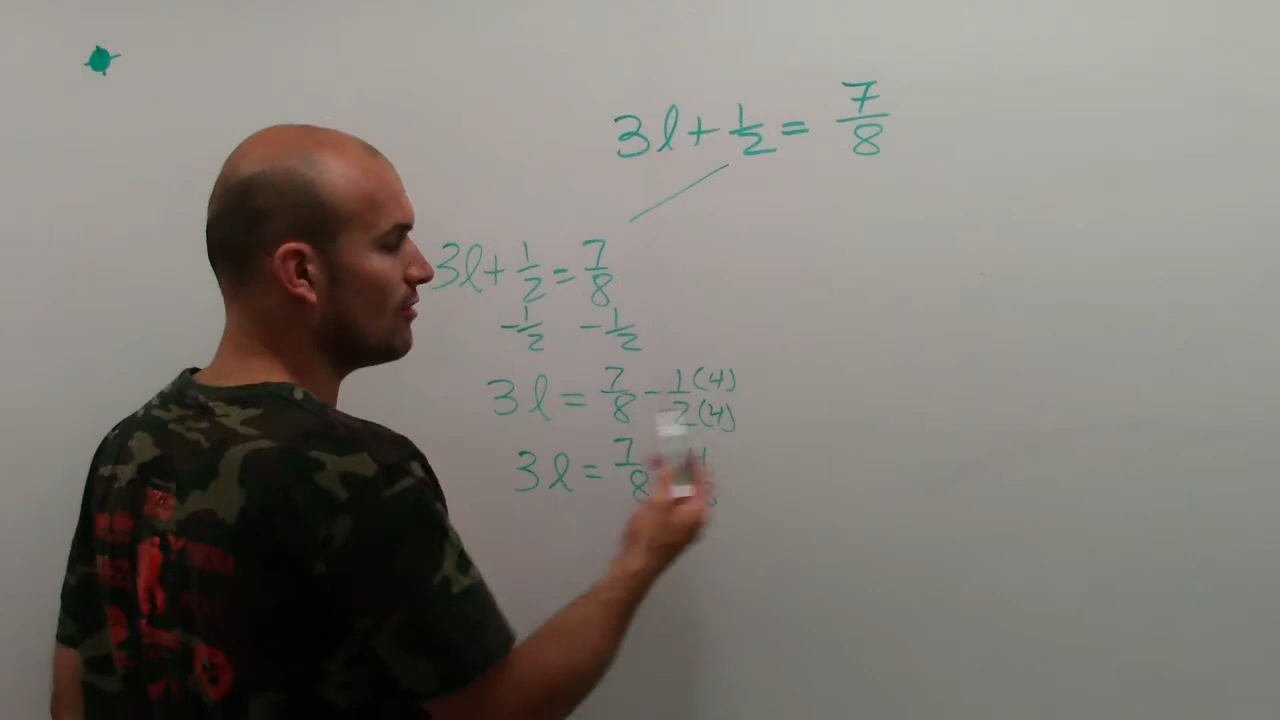 3l + 1/2 = 7/8
3l + 1/2 = 7/8
- 1/2 - 1/2
3l = 7/8 - 1(4)/2(4)
3l = 7/8